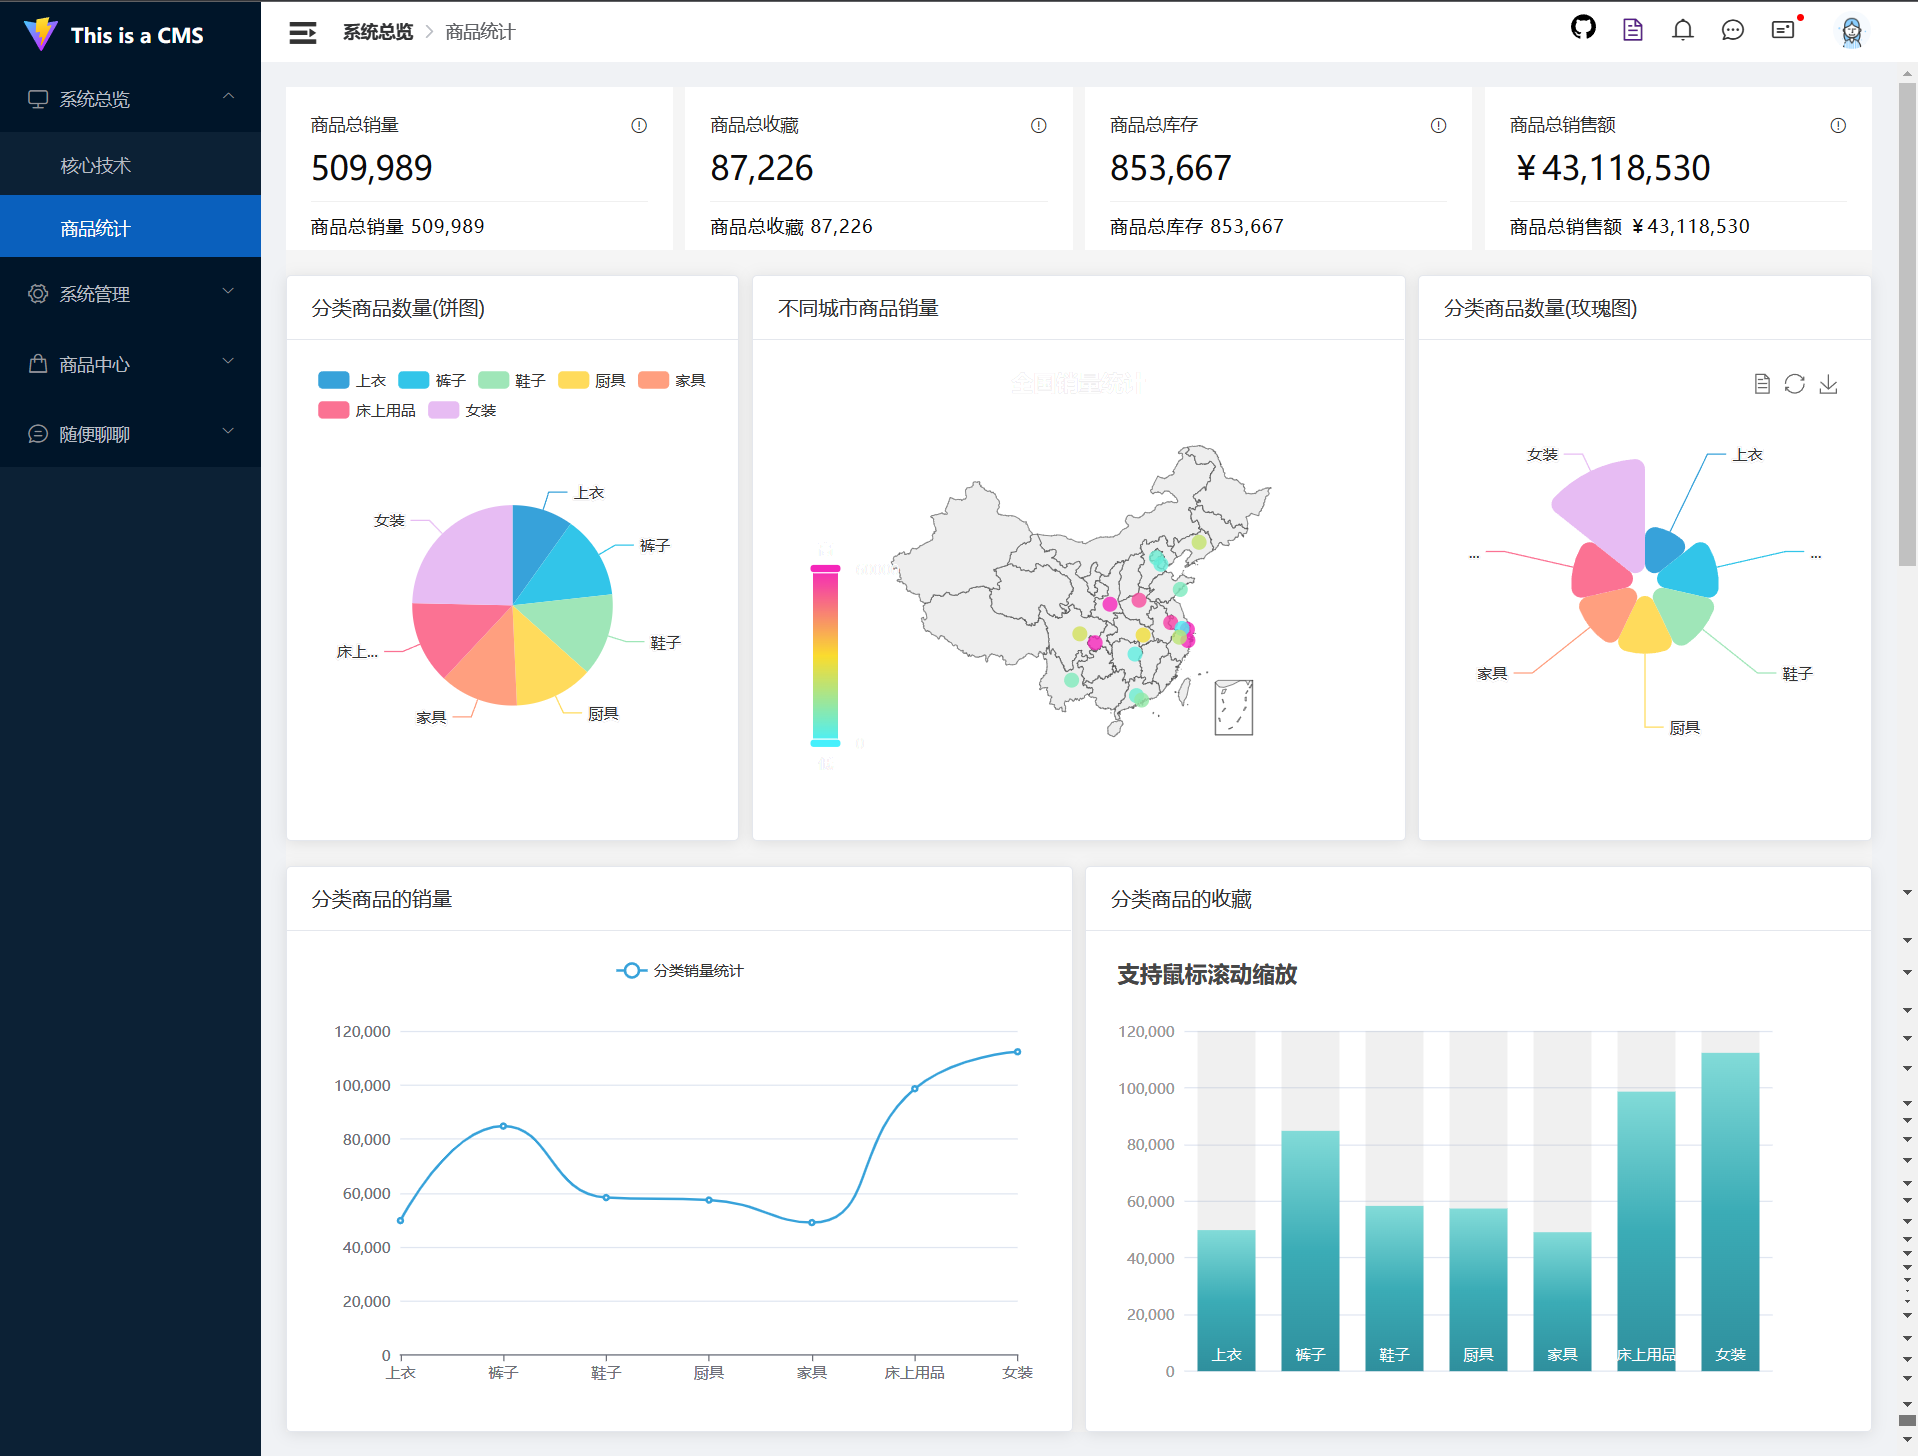 This is a CMS
系统总览
核心技术
商品统计
系统管理
商品中心
随便聊聊
系统总览
商品统计
商品总销量
509,989
商品总销量 509,989
商品总收藏
87,226
商品总收藏 87,226
商品总库存
853,667
商品总库存 853,667
商品总销售额
￥43,118,530
商品总销售额 ￥43,118,530
分类商品数量(饼图)
上衣 裤子 鞋子 厨具 家具
床上用品 女装
上衣
女装
裤子
鞋子
床上...
家具
厨具
不同城市商品销量
全国销量统计
高
0
低
分类商品数量(玫瑰图)
女装
上衣
...
...
家具
鞋子
厨具
分类商品的销量
分类销量统计
120,000
100,000
80,000
60,000
40,000
20,000
0
上衣 裤子 鞋子 厨具 家具 床上用品 女装
分类商品的收藏
支持鼠标滚动缩放
120,000
100,000
80,000
60,000
40,000
20,000
0
上衣 裤子 鞋子 厨具 家具 床上用品 女装